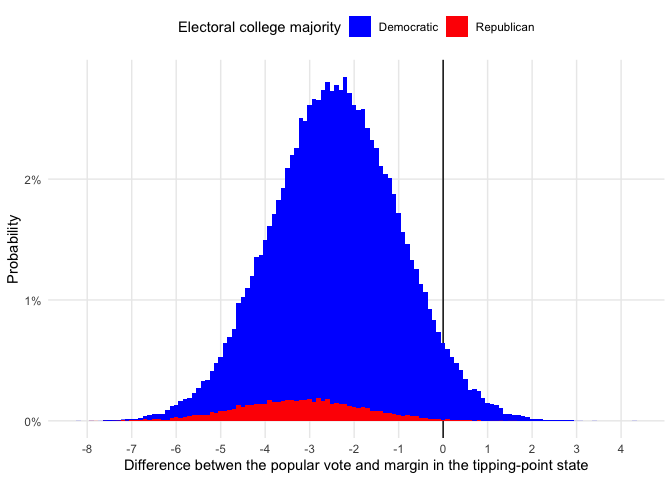 Electoral college majority Democratic Republican
2%
1%
0%
Probability
-8 -7 -6 -5 -4 -3 -2 -1 0 1 2 3 4
Difference betwen the popular vote and margin in the tipping-point state